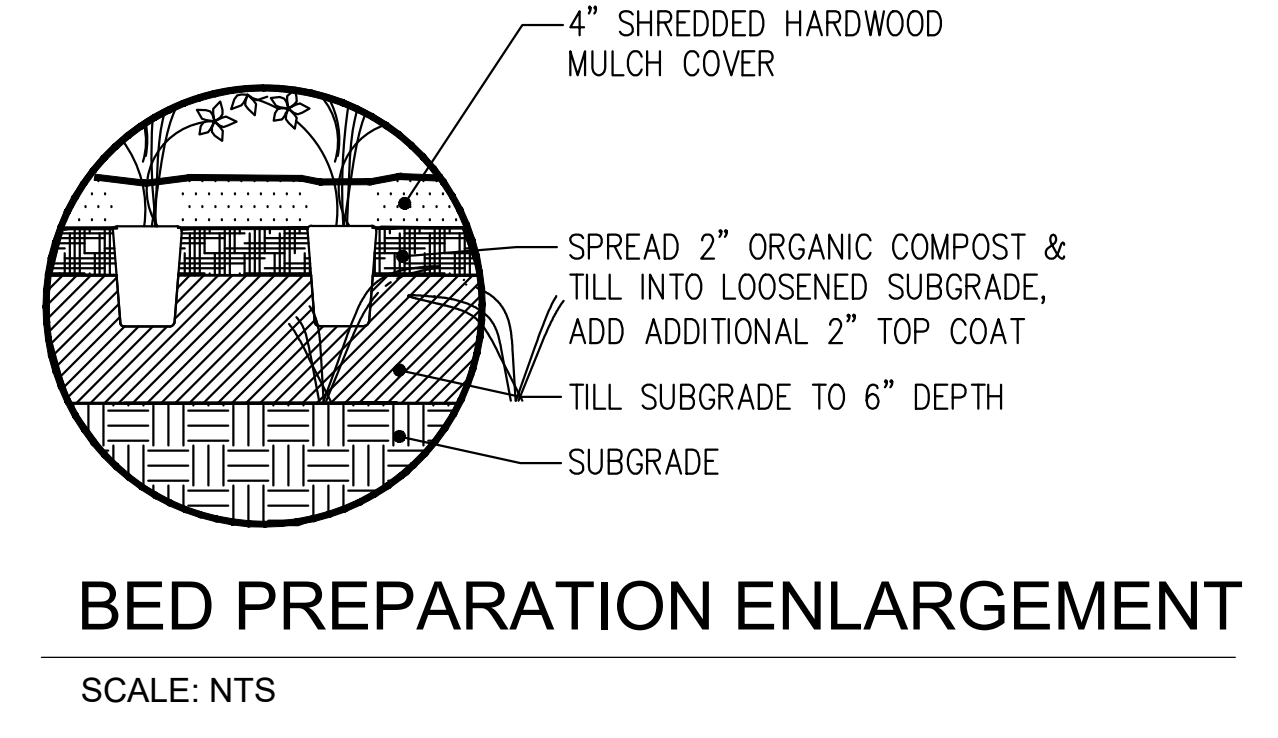 4” SHREDDED HARDWOOD
MULCH COVER
SPREAD 2” ORGANIC COMPOST &
TILL INTO LOOSENED SUBGRADE,
ADD ADDITIONAL 2” TOP COAT
TILL SUBGRADE TO 6” DEPTH
SUBGRADE
BED PREPARATION ENLARGEMENT
SCALE: NTS